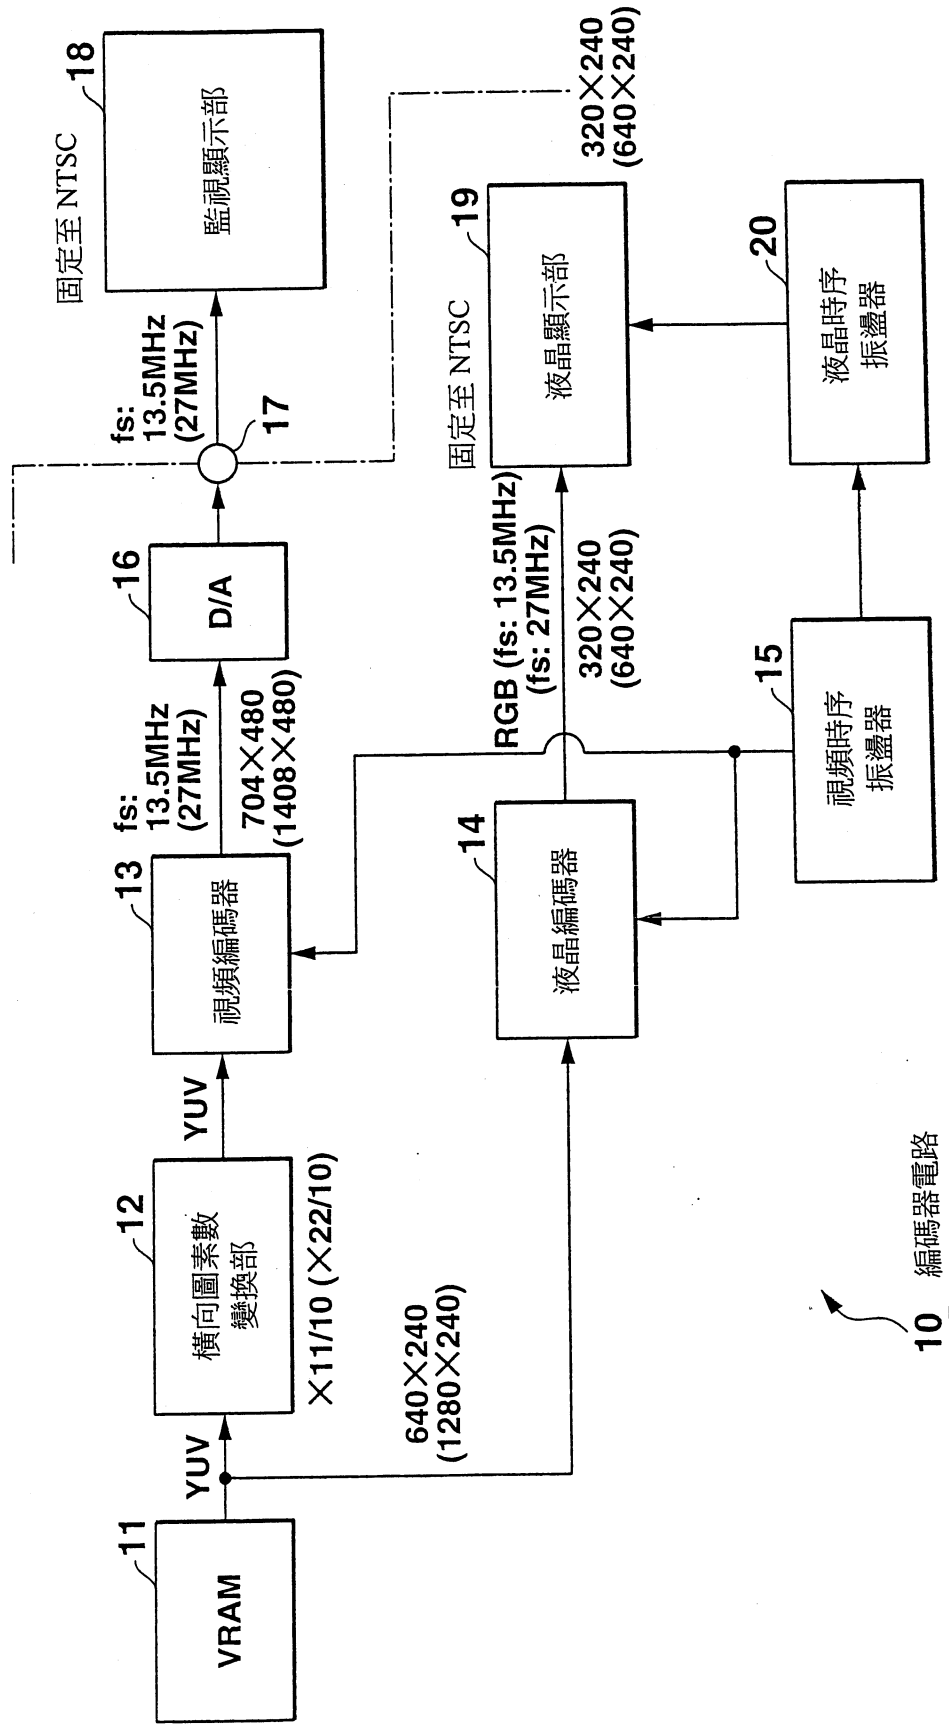 11
VRAM
YUV
12
橫向圖素數
變換部
×11/10 (×22/10)
YUV
13
視頻編碼器
fs:
13.5MHz
(27MHz)
704×480
(1408×480)
16
D/A
fs:
13.5MHz
(27MHz)
17
固定至 NTSC
18
監視顯示部
640×240
(1280×240)
14
液晶編碼器
RGB (fs: 13.5MHz)
(fs: 27MHz)
320×240
(640×240)
固定至 NTSC
19
液晶顯示部
320×240
(640×240)
15
視頻時序
振盪器
20
液晶時序
振盪器
10
編碼器電路